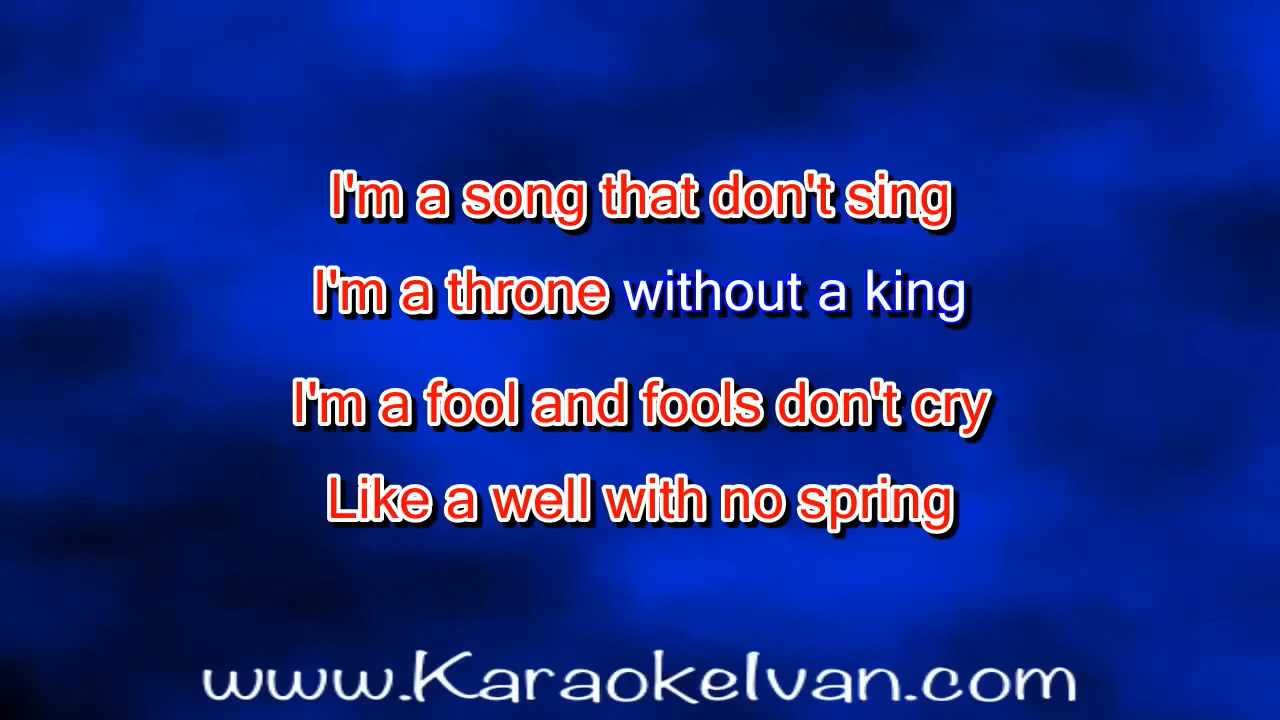 I'm a song that don't sing
I'm a throne without a king
I'm a fool and fools don't cry
Like a well with no spring
www.KaraokeIvan.com